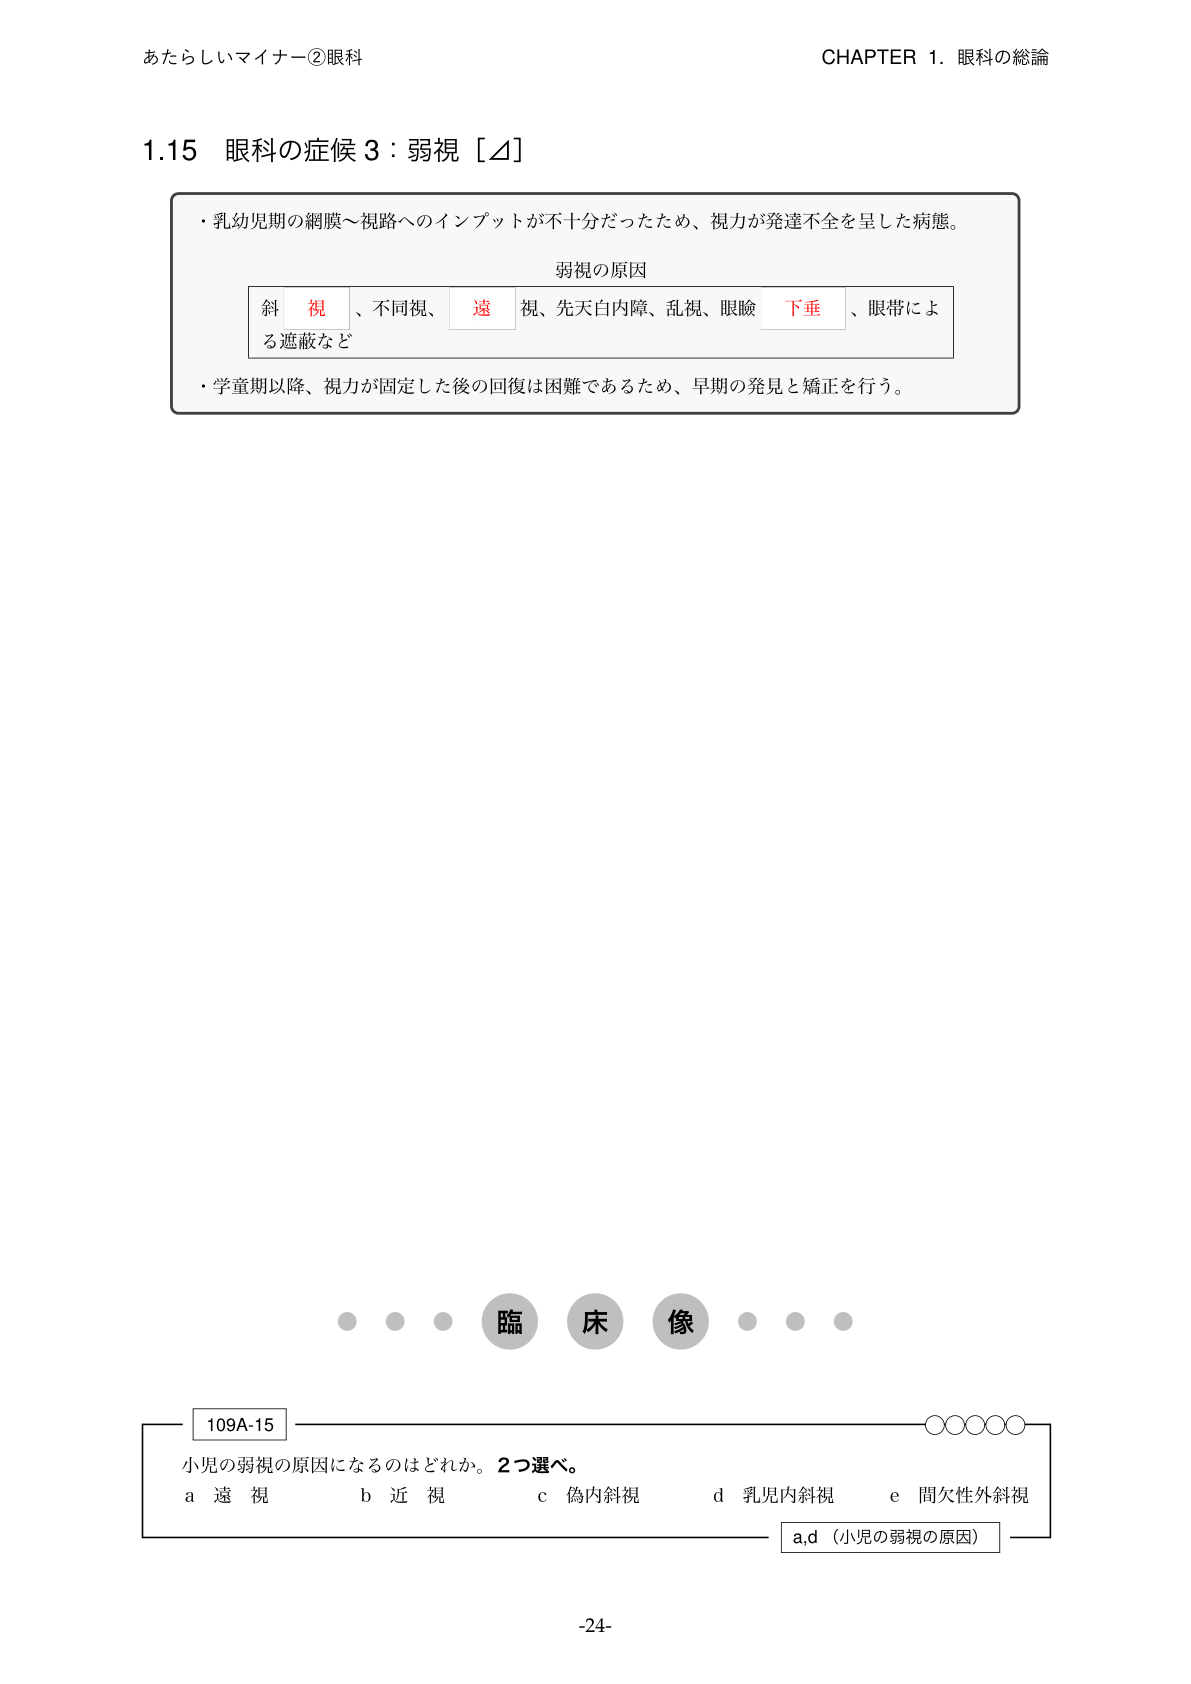 あたらしいマイナー②眼科
CHAPTER 1. 眼科の総論
1.15 眼科の症候 3：弱視［⊿］
・乳幼児期の網膜〜視路へのインプットが不十分だったため、視力が発達不全を呈した病態。
弱視の原因
斜 視 、不同視、 遠 視、先天白内障、乱視、眼瞼 下垂 、眼帯によ
る遮蔽など
・学童期以降、視力が固定した後の回復は困難であるため、早期の発見と矯正を行う。
臨 床 像
109A-15
小児の弱視の原因になるのはどれか。2つ選べ。
a 遠 視 b 近 視 c 偽内斜視 d 乳児内斜視 e 間欠性外斜視
a,d （小児の弱視の原因）
-24-